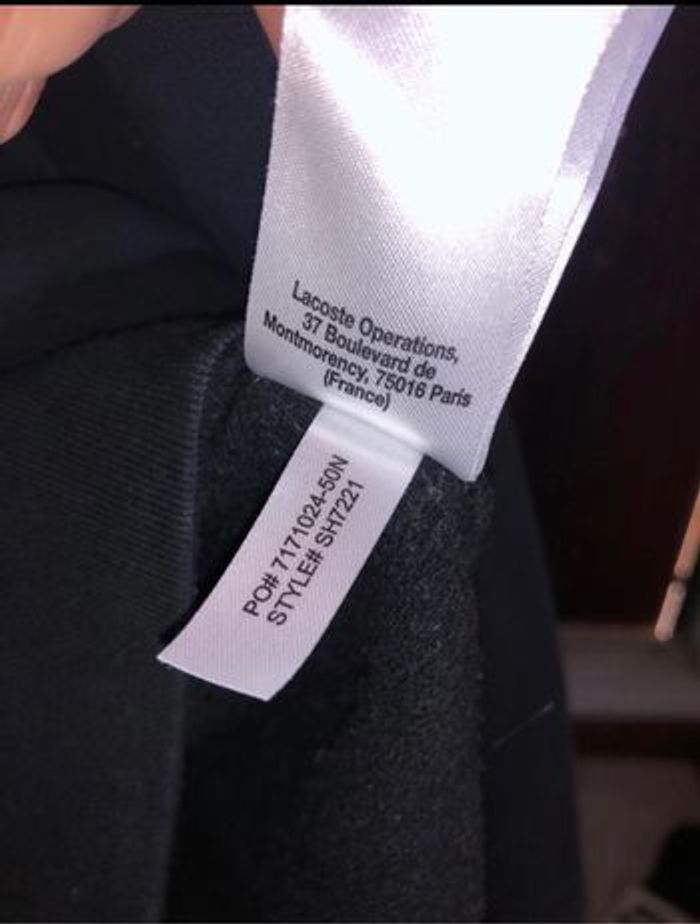 Lacoste Operations,
37 Boulevard de
Montmorency, 75016 Paris
(France)
PO# 7171024-50N
STYLE# SH7221